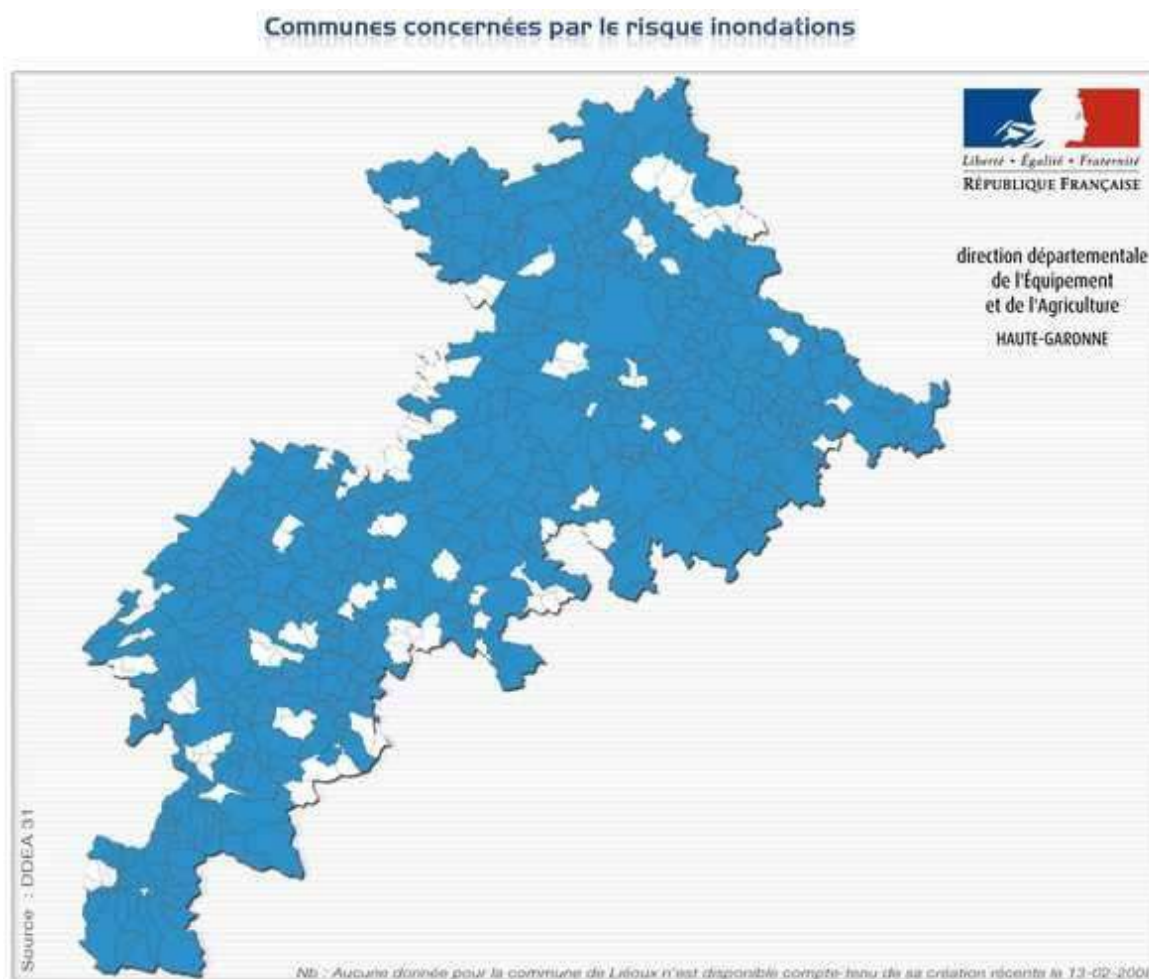 Communes concernées par le risque inondations
Liberté • Égalité • Fraternité
RÉPUBLIQUE FRANÇAISE
direction départementale
de l'Équipement
et de l'Agriculture
HAUTE-GARONNE
Source : DDEA 31
Nb : Aucune donnée pour la commune de Liéoux n'est disponible compte tenu de sa création récente le 13-02-2008